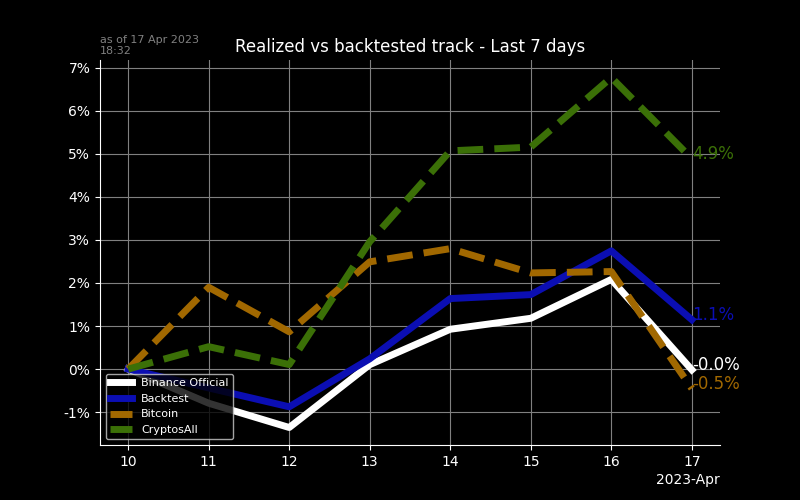 as of 17 Apr 2023
18:32
Realized vs backtested track - Last 7 days
7%
6%
5%
4%
3%
2%
1%
0%
-1%
4.9%
1.1%
-0.0%
-0.5%
Binance Official
Backtest
Bitcoin
CryptosAll
10 11 12 13 14 15 16 17
2023-Apr